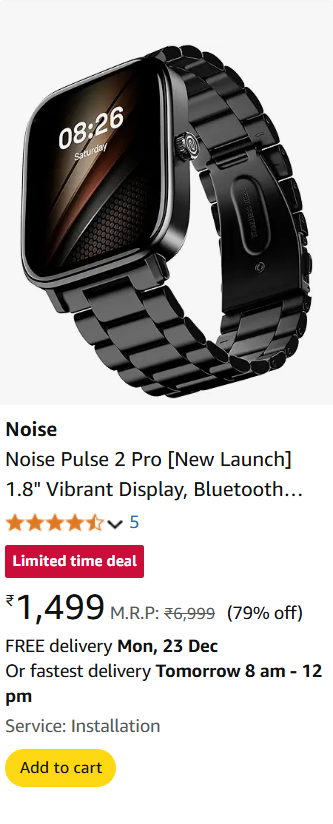 08:26
Saturday
Noise
Noise Pulse 2 Pro [New Launch]
1.8" Vibrant Display, Bluetooth…
5
Limited time deal
₹1,499 M.R.P: ₹6,999 (79% off)
FREE delivery Mon, 23 Dec
Or fastest delivery Tomorrow 8 am - 12
pm
Service: Installation
Add to cart